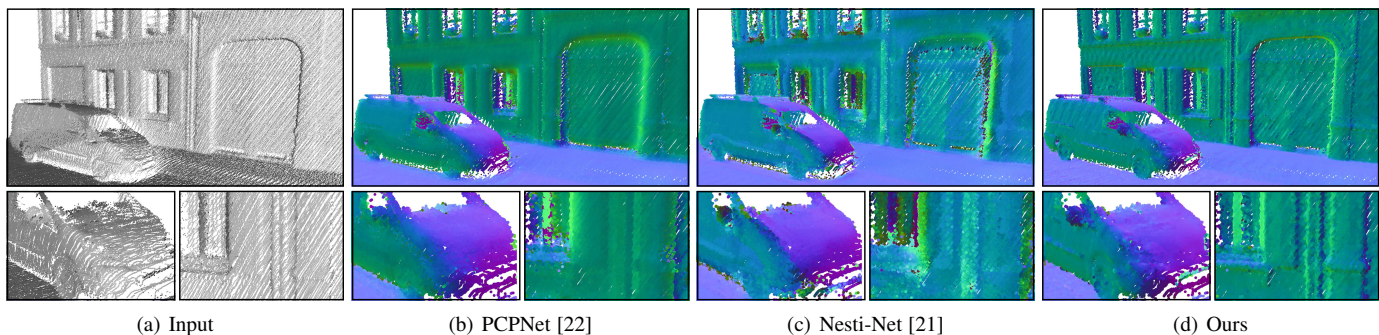 (a) Input
(b) PCPNet [22]
(c) Nesti-Net [21]
(d) Ours